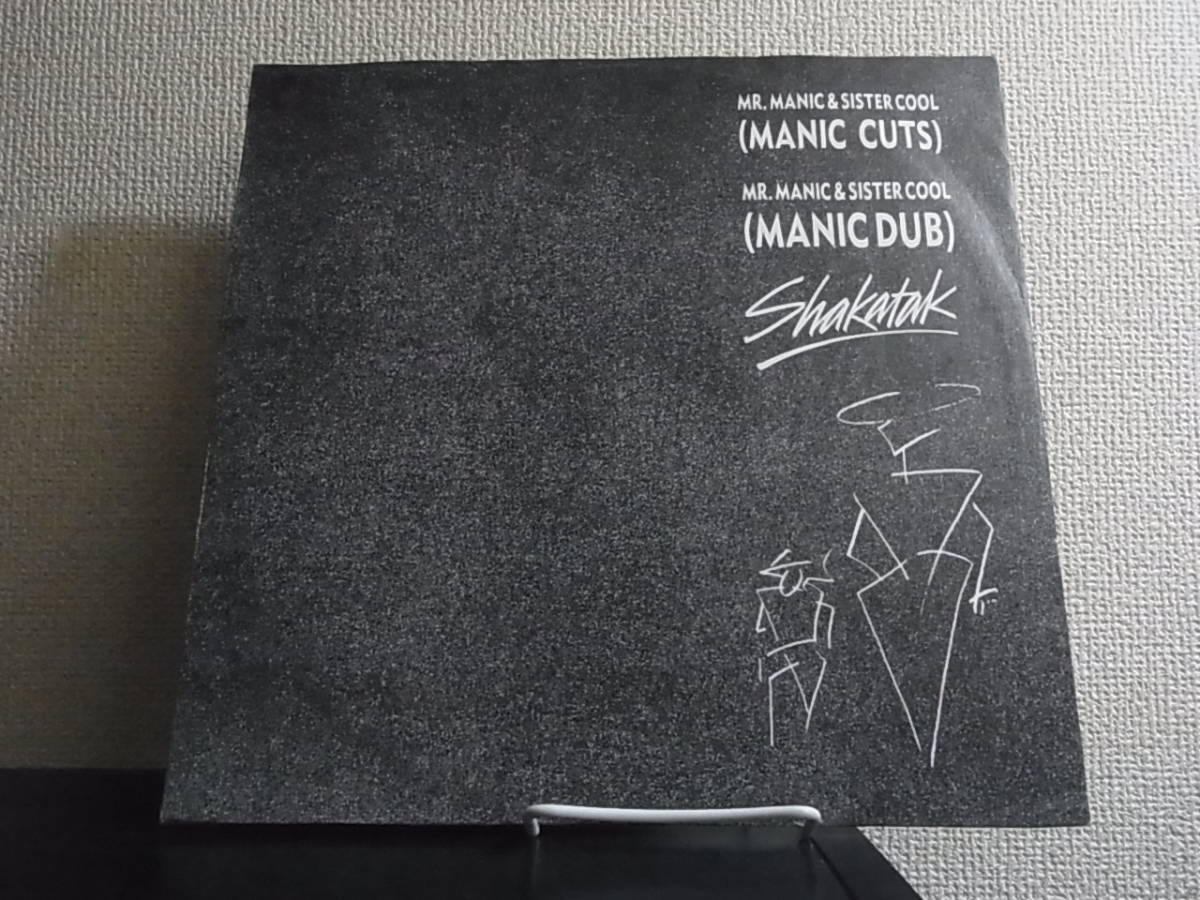 MR. MANIC & SISTER COOL
(MANIC CUTS)
MR. MANIC & SISTER COOL
(MANIC DUB)
Shakatak